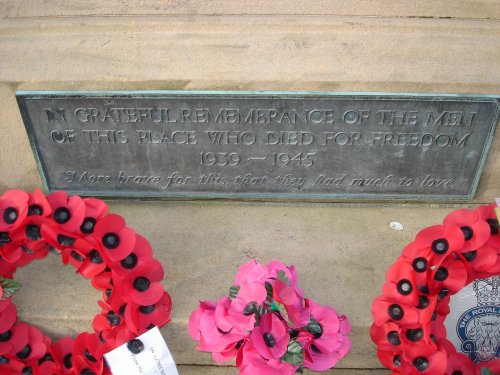 IN GRATEFUL REMEMBRANCE OF THE MEN
OF THIS PLACE WHO DIED FOR FREEDOM
1939 — 1945
"More brave for this, that they had much to love.